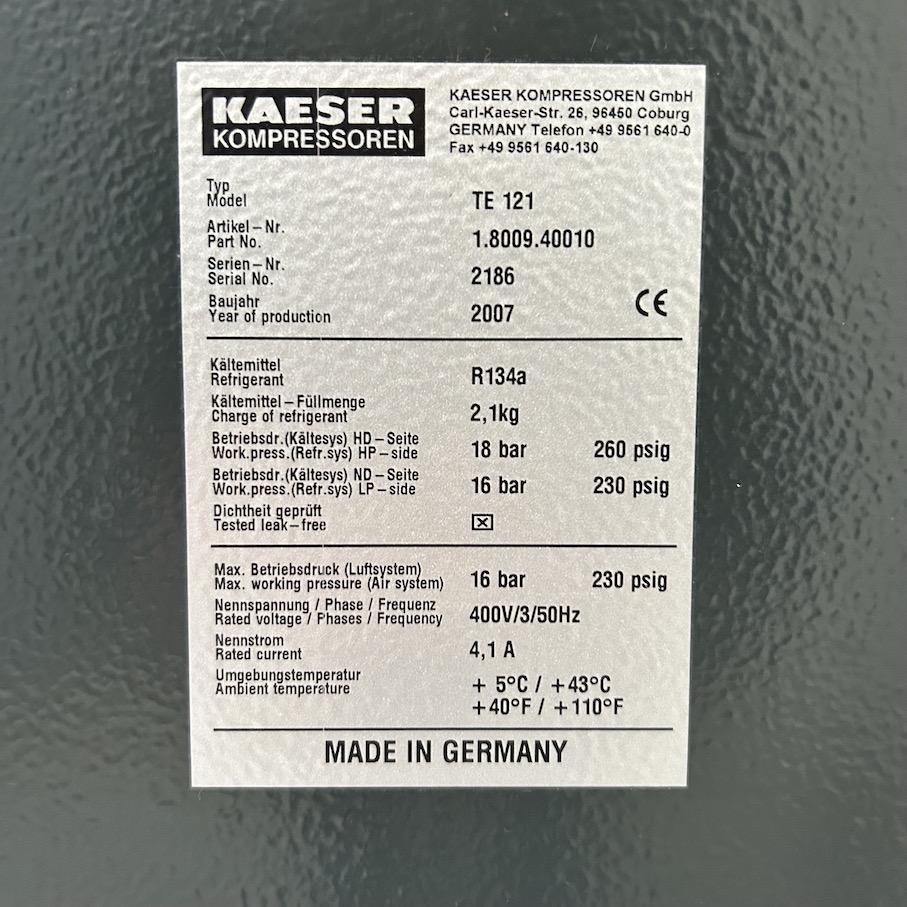 KAESER
KOMPRESSOREN
KAESER KOMPRESSOREN GmbH
Carl-Kaeser-Str. 26, 96450 Coburg
GERMANY Telefon +49 9561 640-0
Fax +49 9561 640-130
Typ
Model TE 121
Artikel – Nr.
Part No. 1.8009.40010
Serien – Nr.
Serial No. 2186
Baujahr
Year of production 2007
CE
Kältemittel
Refrigerant R134a
Kältemittel – Füllmenge
Charge of refrigerant 2,1kg
Betriebsdr.(Kältesys) HD – Seite
Work.press.(Refr.sys) HP – side 18 bar 260 psig
Betriebsdr.(Kältesys) ND – Seite
Work.press.(Refr.sys) LP – side 16 bar 230 psig
Dichtheit geprüft
Tested leak – free ☒
Max. Betriebsdruck (Luftsystem)
Max. working pressure (Air system) 16 bar 230 psig
Nennspannung / Phase / Frequenz
Rated voltage / Phases / Frequency 400V/3/50Hz
Nennstrom
Rated current 4,1 A
Umgebungstemperatur
Ambient temperature + 5°C / +43°C
+40°F / +110°F
MADE IN GERMANY